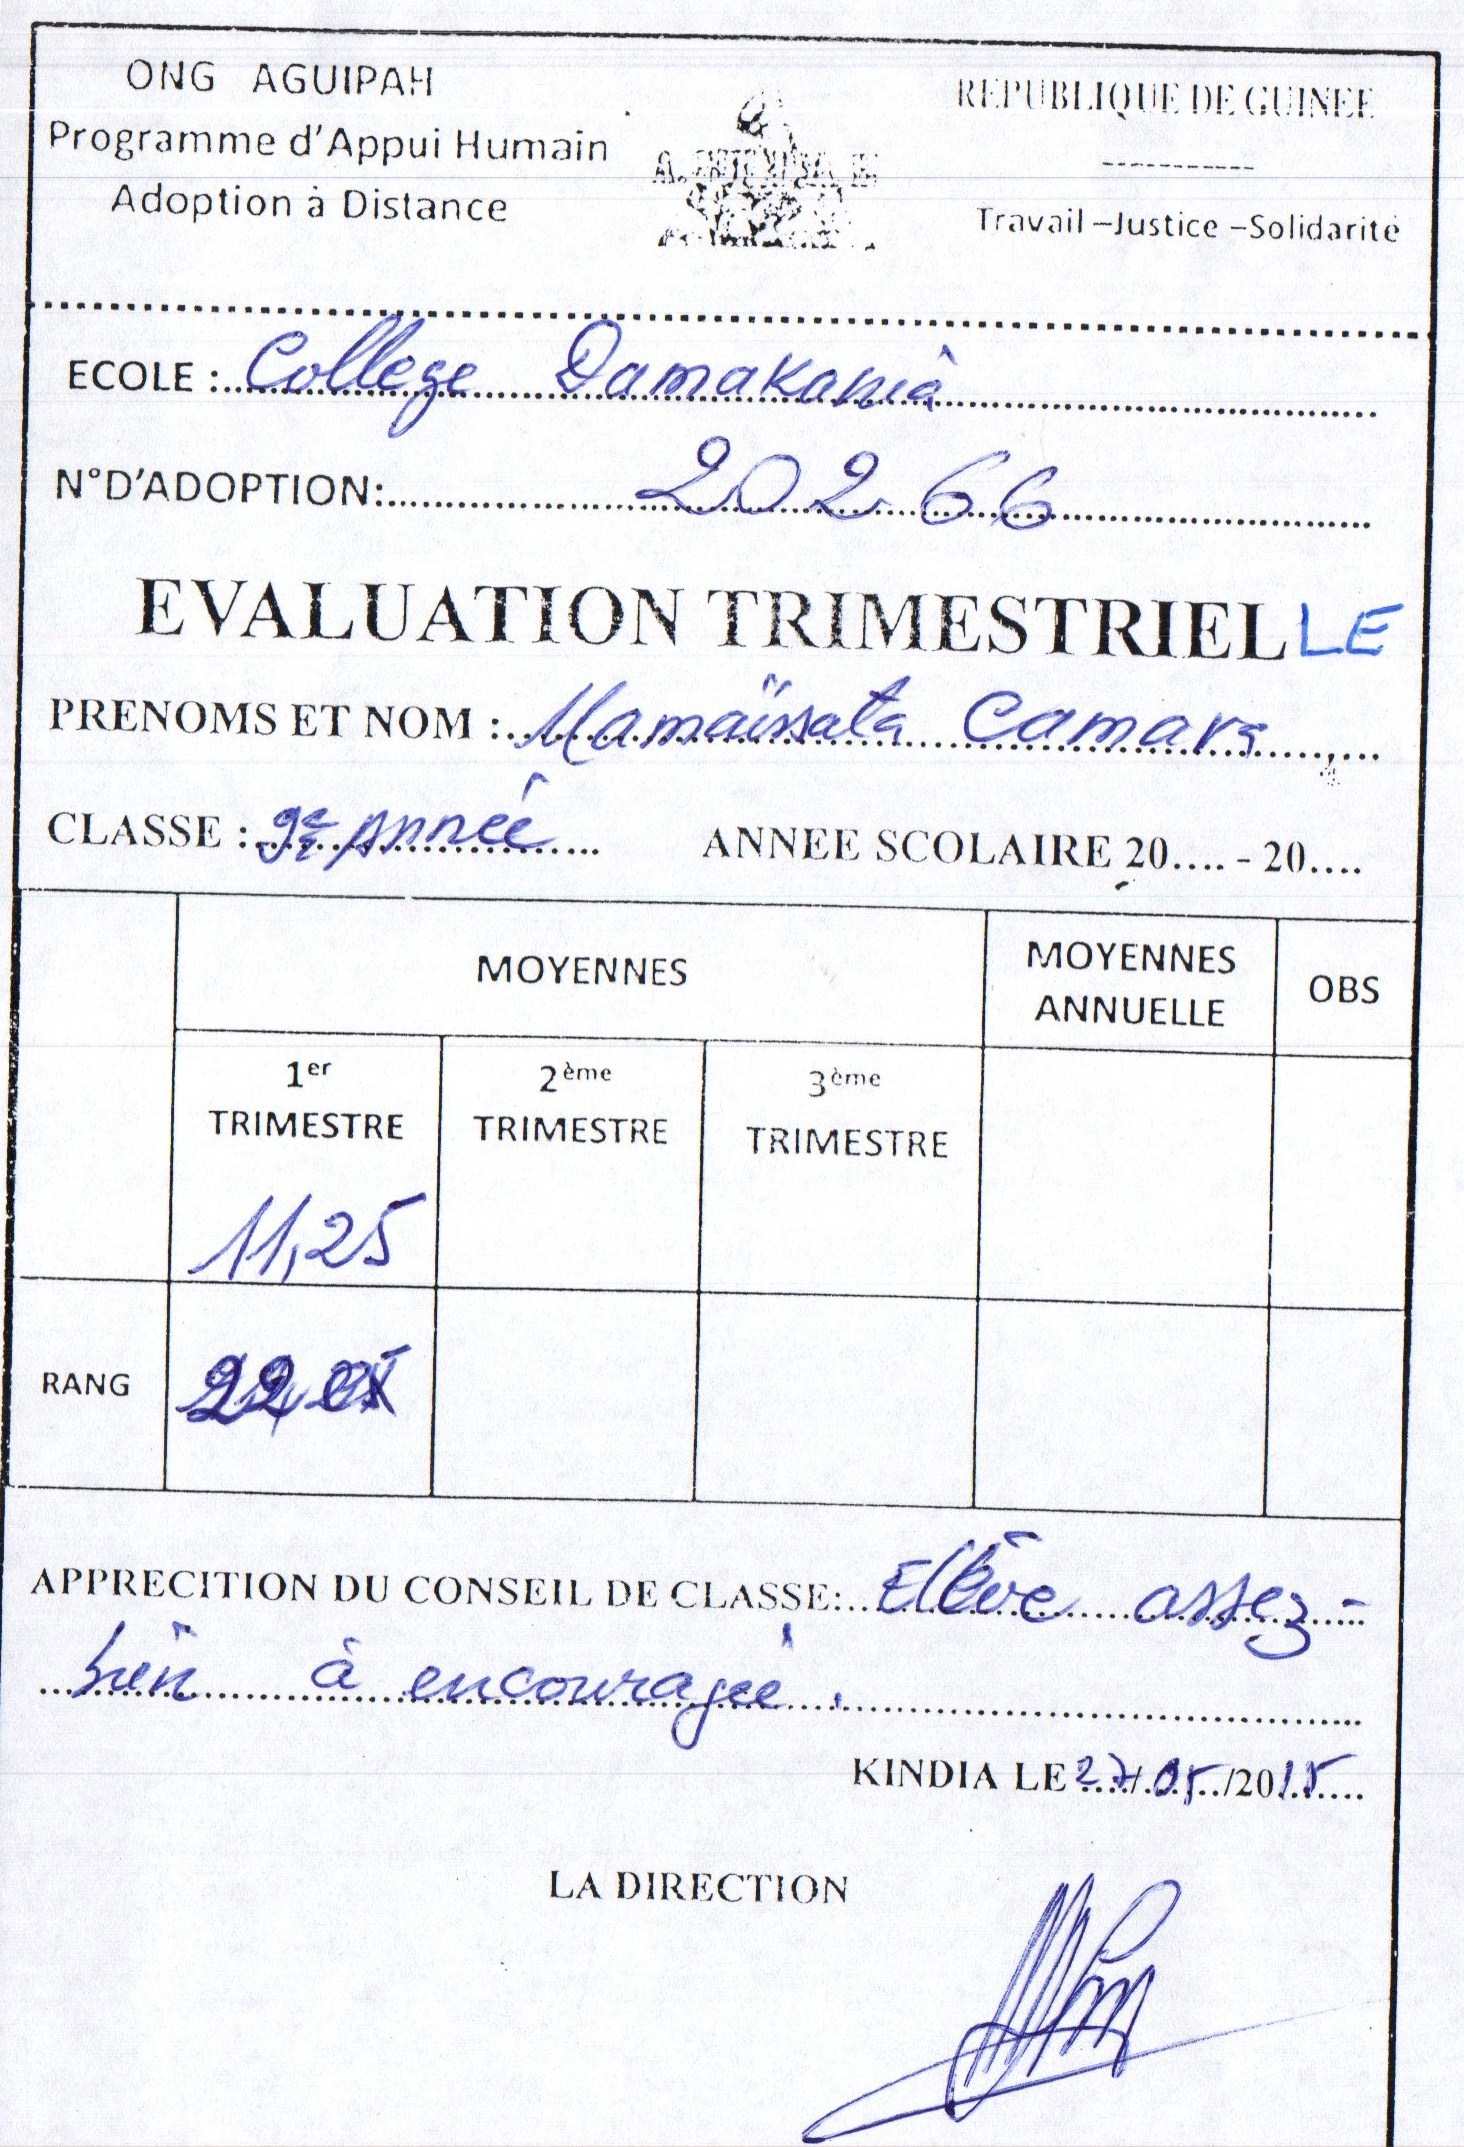 ONG AGUIPAH
Programme d'Appui Humain
Adoption à Distance
REPUBLIQUE DE GUINEE
Travail –Justice –Solidarité
ECOLE : College Damakania
N°D'ADOPTION: 20266
EVALUATION TRIMESTRIELLE
PRENOMS ET NOM : Mamaïssata Camara
CLASSE : 9e Année ANNEE SCOLAIRE 20.... - 20....
MOYENNES
MOYENNES
ANNUELLE
OBS
1er
TRIMESTRE
2ème
TRIMESTRE
3ème
TRIMESTRE
11,25
RANG 22
APPRECITION DU CONSEIL DE CLASSE: Elève assez-
bien à encouragée.
KINDIA LE 27/05/2015
LA DIRECTION